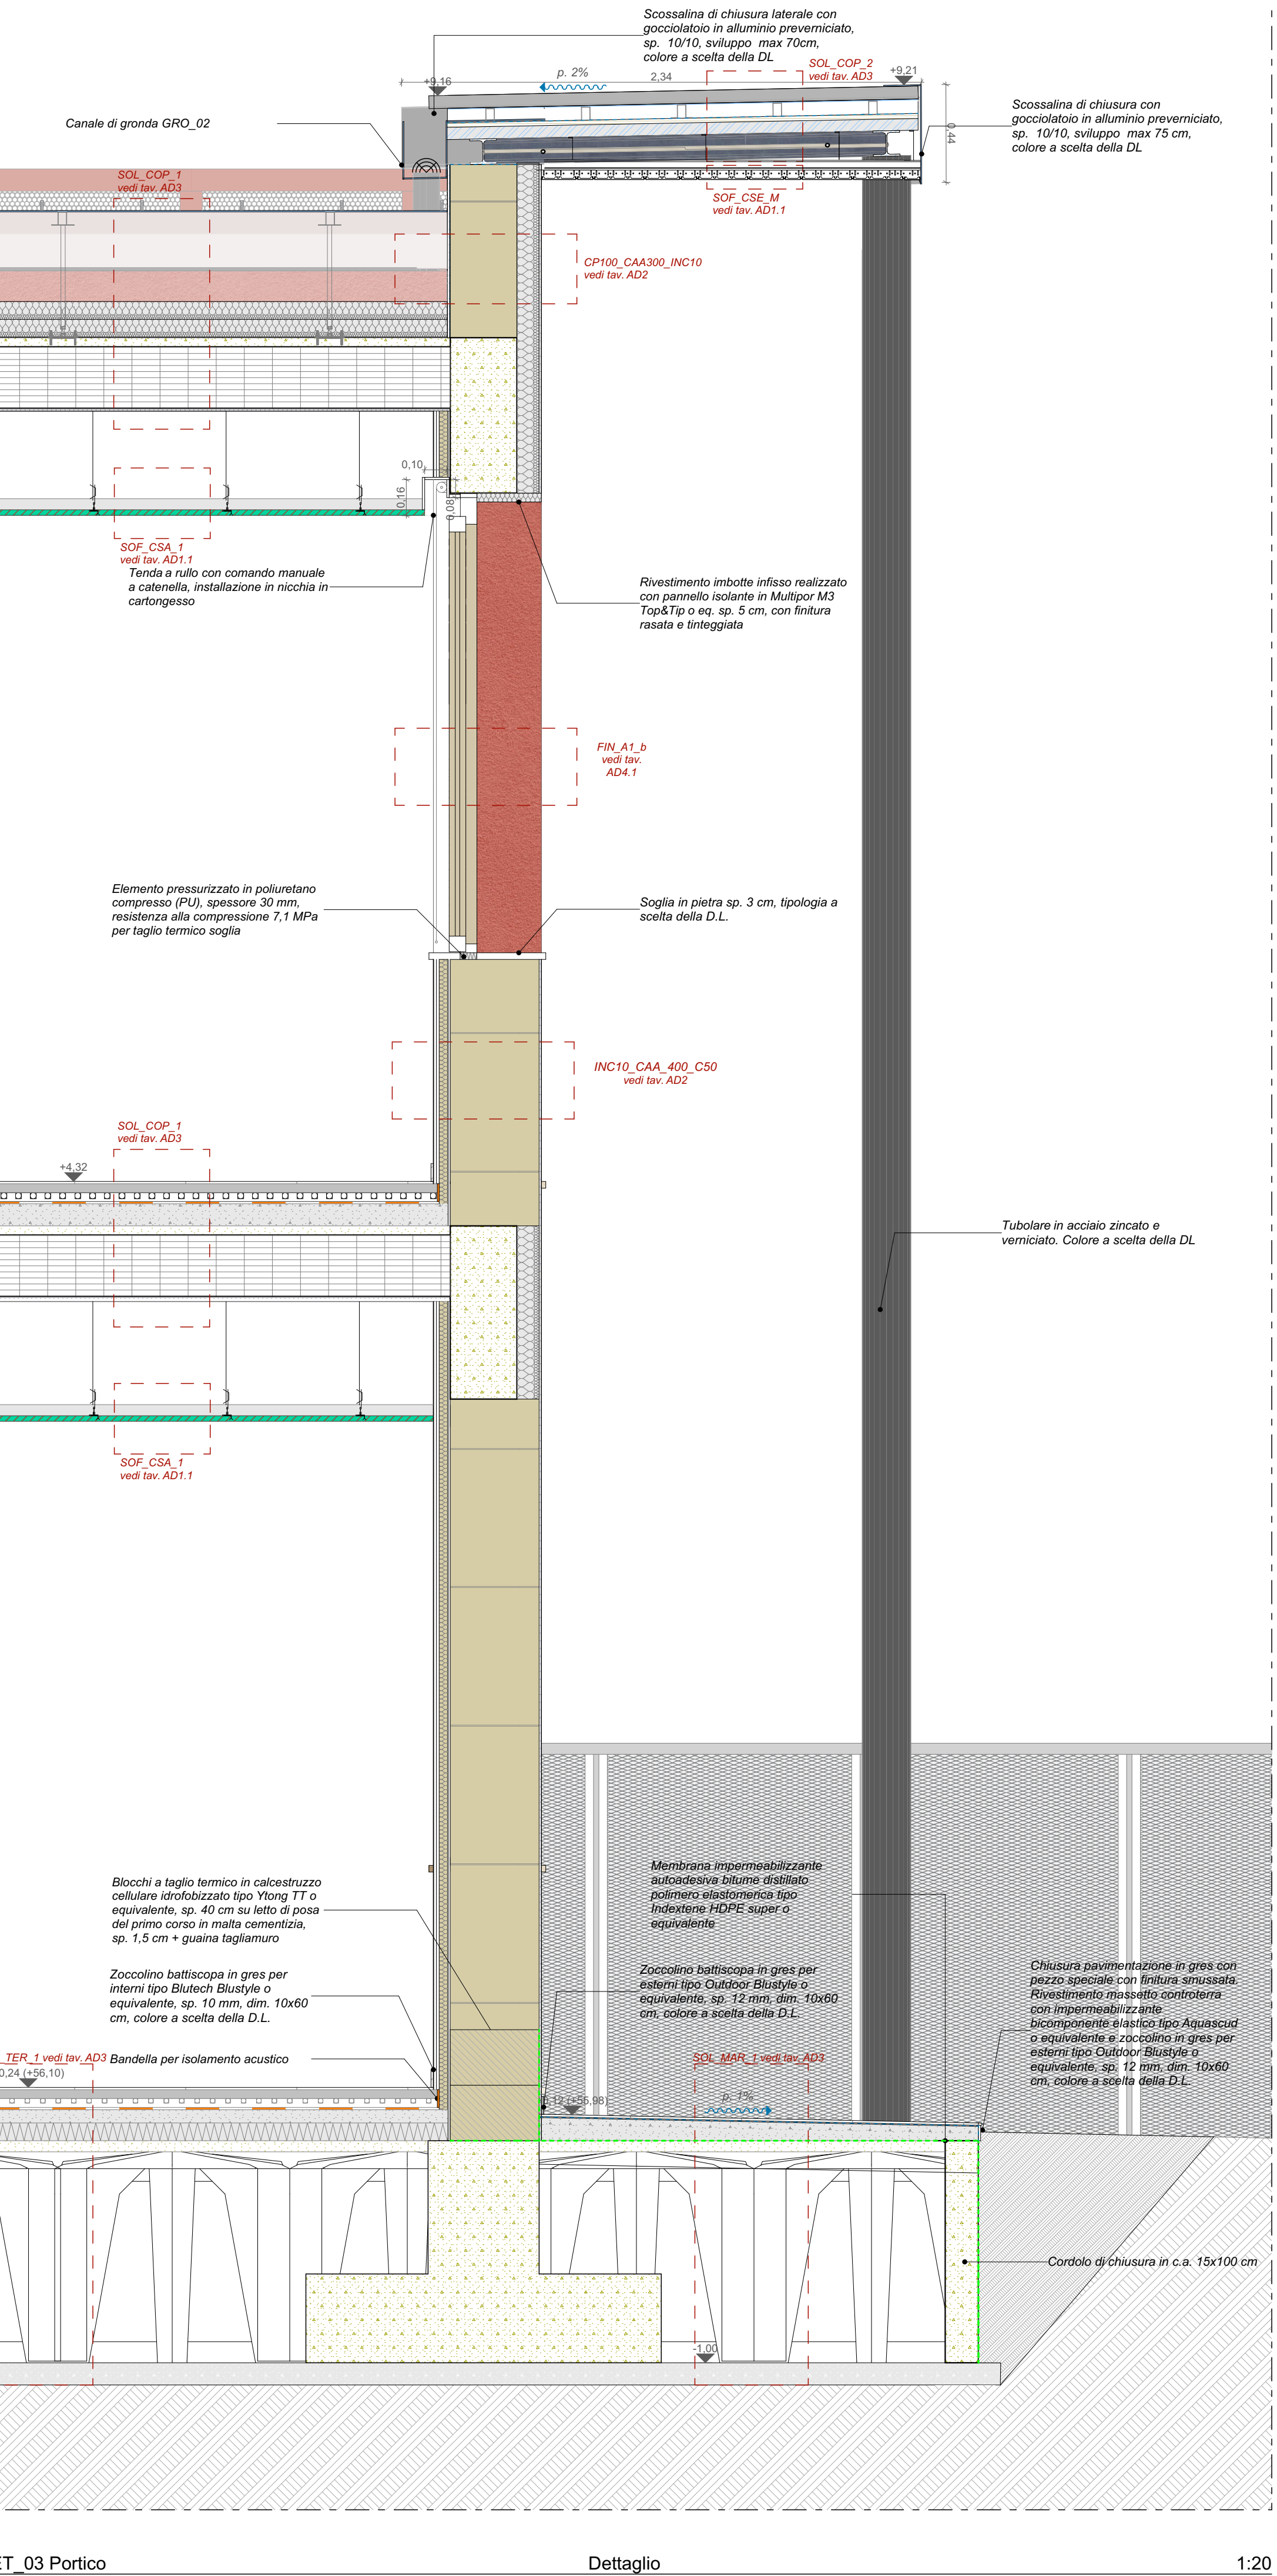 Scossalina di chiusura laterale con
gocciolatoio in alluminio preverniciato,
sp. 10/10, sviluppo max 70cm,
colore a scelta della DL
SOL_COP_2
vedi tav. AD3
p. 2%
2,34
+9,16
+9,21
0,44
Scossalina di chiusura con
gocciolatoio in alluminio preverniciato,
sp. 10/10, sviluppo max 75 cm,
colore a scelta della DL
Canale di gronda GRO_02
SOL_COP_1
vedi tav. AD3
SOF_CSE_M
vedi tav. AD1.1
CP100_CAA300_INC10
vedi tav. AD2
0,10
0,16
0,08
SOF_CSA_1
vedi tav. AD1.1
Tenda a rullo con comando manuale
a catenella, installazione in nicchia in
cartongesso
Rivestimento imbotte infisso realizzato
con pannello isolante in Multipor M3
Top&Tip o eq. sp. 5 cm, con finitura
rasata e tinteggiata
FIN_A1_b
vedi tav.
AD4.1
Elemento pressurizzato in poliuretano
compresso (PU), spessore 30 mm,
resistenza alla compressione 7,1 MPa
per taglio termico soglia
Soglia in pietra sp. 3 cm, tipologia a
scelta della D.L.
INC10_CAA_400_C50
vedi tav. AD2
SOL_COP_1
vedi tav. AD3
+4,32
Tubolare in acciaio zincato e
verniciato. Colore a scelta della DL
SOF_CSA_1
vedi tav. AD1.1
Membrana impermeabilizzante
autoadesiva bitume distillato
polimero elastomerica tipo
Indextene HDPE super o
equivalente
Blocchi a taglio termico in calcestruzzo
cellulare idrofobizzato tipo Ytong TT o
equivalente, sp. 40 cm su letto di posa
del primo corso in malta cementizia,
sp. 1,5 cm + guaina tagliamuro
Zoccolino battiscopa in gres per
interni tipo Blutech Blustyle o
equivalente, sp. 10 mm, dim. 10x60
cm, colore a scelta della D.L.
Zoccolino battiscopa in gres per
esterni tipo Outdoor Blustyle o
equivalente, sp. 12 mm, dim. 10x60
cm, colore a scelta della D.L.
Chiusura pavimentazione in gres con
pezzo speciale con finitura smussata.
Rivestimento massetto controterra
con impermeabilizzante
bicomponente elastico tipo Aquascud
o equivalente e zoccolino in gres per
esterni tipo Outdoor Blustyle o
equivalente, sp. 12 mm, dim. 10x60
cm, colore a scelta della D.L.
TER_1 vedi tav. AD3
Bandella per isolamento acustico
SOL_MAR_1 vedi tav. AD3
0,24 (+56,10)
0,12 (+55,98)
p. 1%
Cordolo di chiusura in c.a. 15x100 cm
-1,00
ET_03 Portico
Dettaglio
1:20